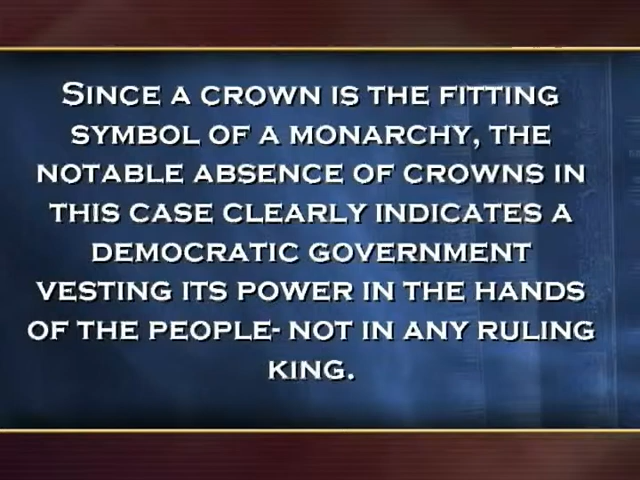 SINCE A CROWN IS THE FITTING
SYMBOL OF A MONARCHY, THE
NOTABLE ABSENCE OF CROWNS IN
THIS CASE CLEARLY INDICATES A
DEMOCRATIC GOVERNMENT
VESTING ITS POWER IN THE HANDS
OF THE PEOPLE- NOT IN ANY RULING
KING.